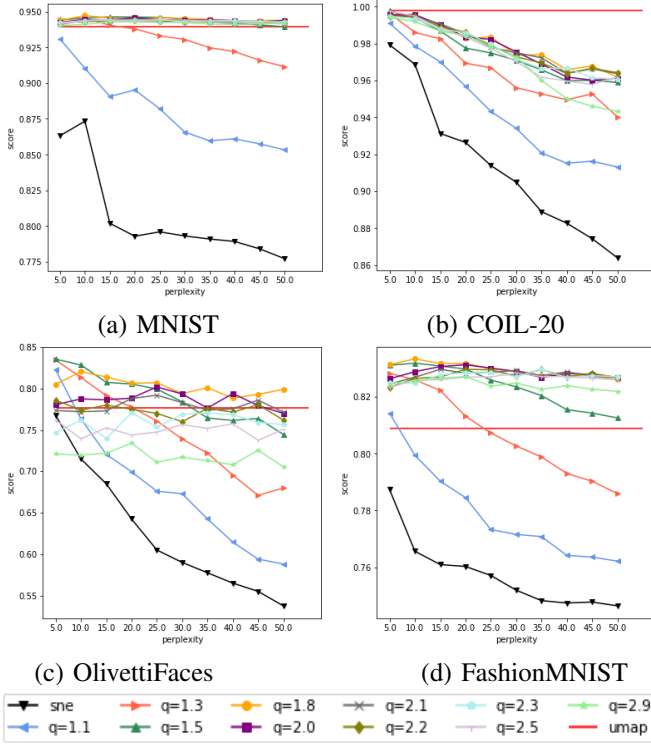 0.950
0.925
0.900
0.875
0.850
0.825
0.800
0.775
score
5.0 10.0 15.0 20.0 25.0 30.0 35.0 40.0 45.0 50.0
perplexity
(a) MNIST
1.00
0.98
0.96
0.94
0.92
0.90
0.88
0.86
score
5.0 10.0 15.0 20.0 25.0 30.0 35.0 40.0 45.0 50.0
perplexity
(b) COIL-20
0.85
0.80
0.75
0.70
0.65
0.60
0.55
score
5.0 10.0 15.0 20.0 25.0 30.0 35.0 40.0 45.0 50.0
perplexity
(c) OlivettiFaces
0.82
0.80
0.78
0.76
score
5.0 10.0 15.0 20.0 25.0 30.0 35.0 40.0 45.0 50.0
perplexity
(d) FashionMNIST
sne q=1.3 q=1.8 q=2.1 q=2.3 q=2.9
q=1.1 q=1.5 q=2.0 q=2.2 q=2.5 umap